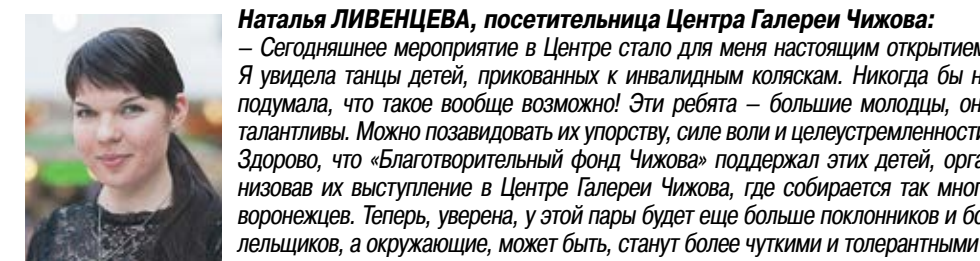 Наталья ЛИВЕНЦЕВА, посетительница Центра Галереи Чижова:
– Сегодняшнее мероприятие в Центре стало для меня настоящим открытием
Я увидела танцы детей, прикованных к инвалидным коляскам. Никогда бы н
подумала, что такое вообще возможно! Эти ребята – большие молодцы, он
талантливы. Можно позавидовать их упорству, силе воли и целеустремленности
Здорово, что «Благотворительный фонд Чижова» поддержал этих детей, орга
низовав их выступление в Центре Галереи Чижова, где собирается так мног
воронежцев. Теперь, уверена, у этой пары будет еще больше поклонников и бо
лельщиков, а окружающие, может быть, станут более чуткими и толерантными